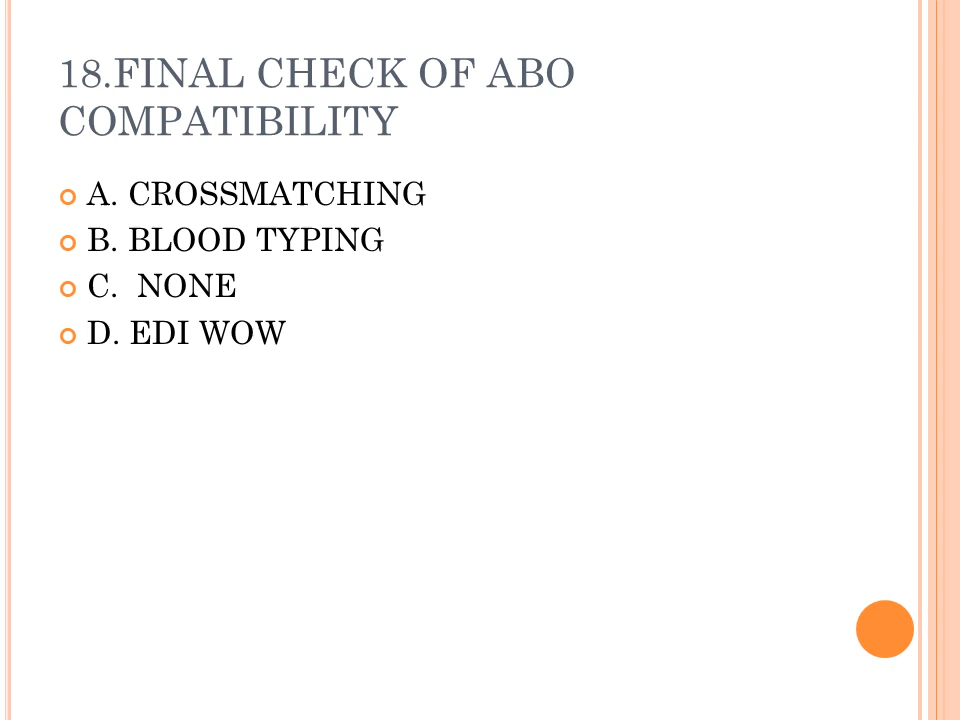 18.FINAL CHECK OF ABO
COMPATIBILITY
A. CROSSMATCHING
B. BLOOD TYPING
C. NONE
D. EDI WOW